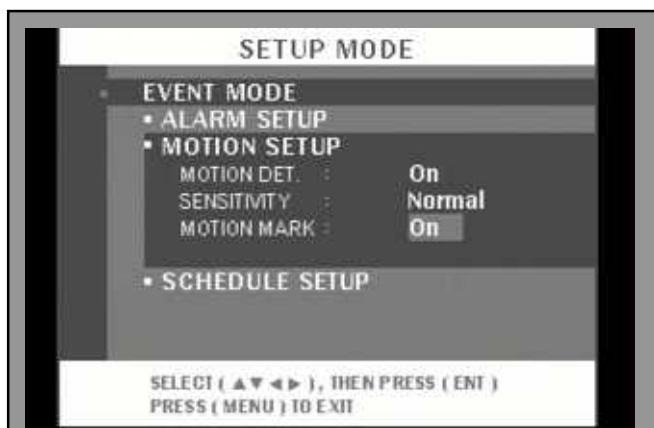 SETUP MODE
EVENT MODE
▪ ALARM SETUP
▪ MOTION SETUP
MOTION DET. : On
SENSITIVITY : Normal
MOTION MARK : On
▪ SCHEDULE SETUP
SELECT ( ▲▼◄► ), THEN PRESS ( ENT )
PRESS ( MENU ) TO EXIT